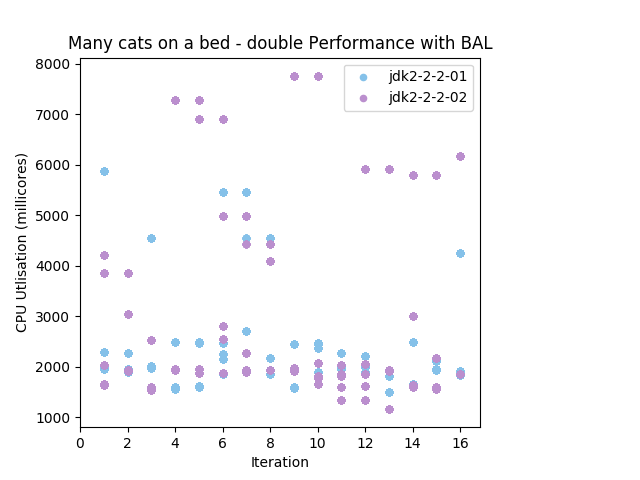 Many cats on a bed - double Performance with BAL
jdk2-2-2-01
jdk2-2-2-02
CPU Utlisation (millicores)
8000
7000
6000
5000
4000
3000
2000
1000
0 2 4 6 8 10 12 14 16
Iteration